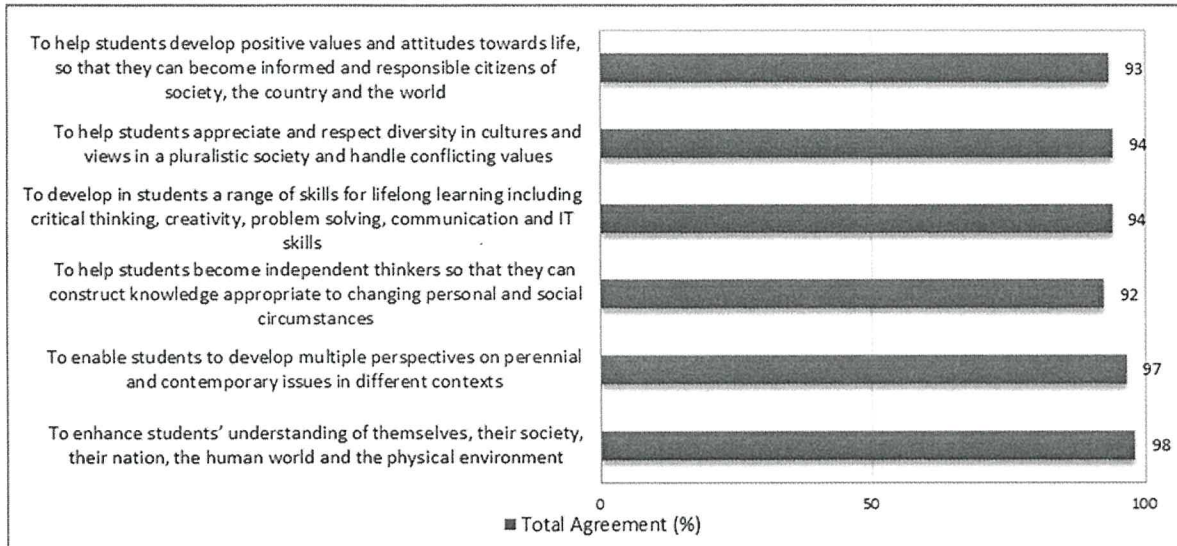 To help students develop positive values and attitudes towards life,
so that they can become informed and responsible citizens of
society, the country and the world
93
To help students appreciate and respect diversity in cultures and
views in a pluralistic society and handle conflicting values
94
To develop in students a range of skills for lifelong learning including
critical thinking, creativity, problem solving, communication and IT
skills
94
To help students become independent thinkers so that they can
construct knowledge appropriate to changing personal and social
circumstances
92
To enable students to develop multiple perspectives on perennial
and contemporary issues in different contexts
97
To enhance students’ understanding of themselves, their society,
their nation, the human world and the physical environment
98
0 50 100
Total Agreement (%)